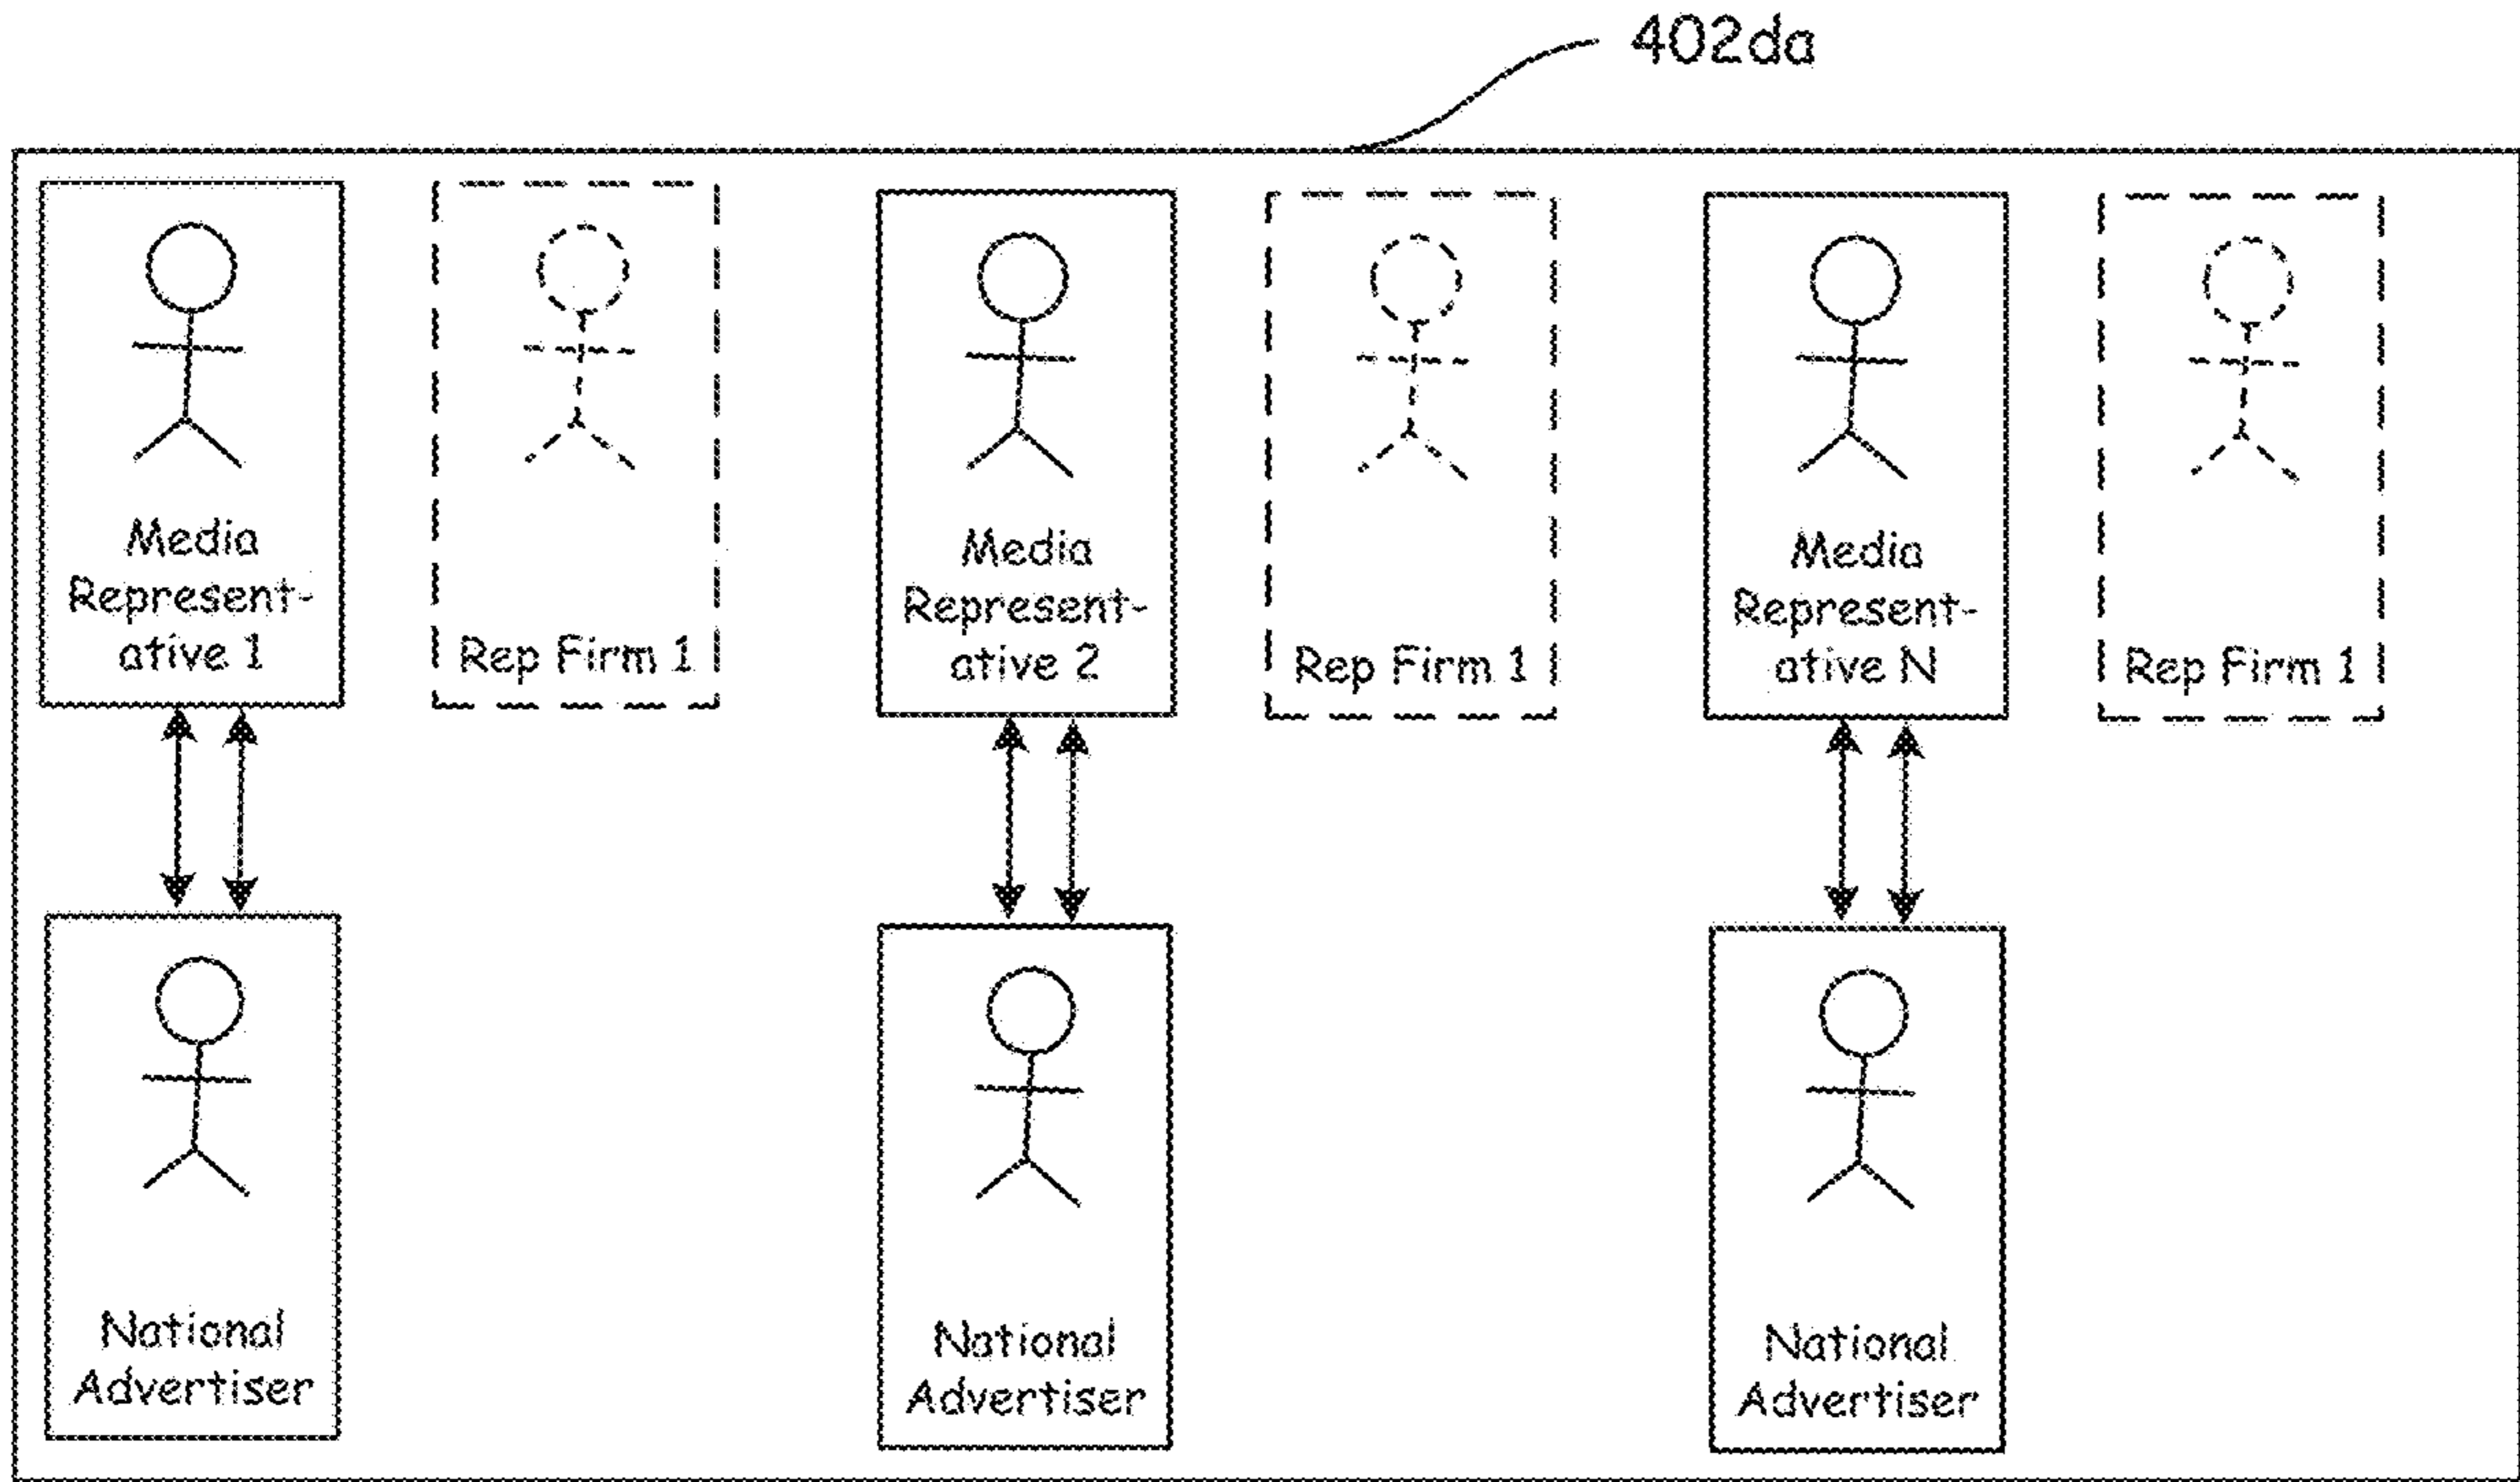 402da
Media
Represent-
ative 1
Rep Firm 1
Media
Represent-
ative 2
Rep Firm 1
Media
Represent-
ative N
Rep Firm 1
National
Advertiser
National
Advertiser
National
Advertiser